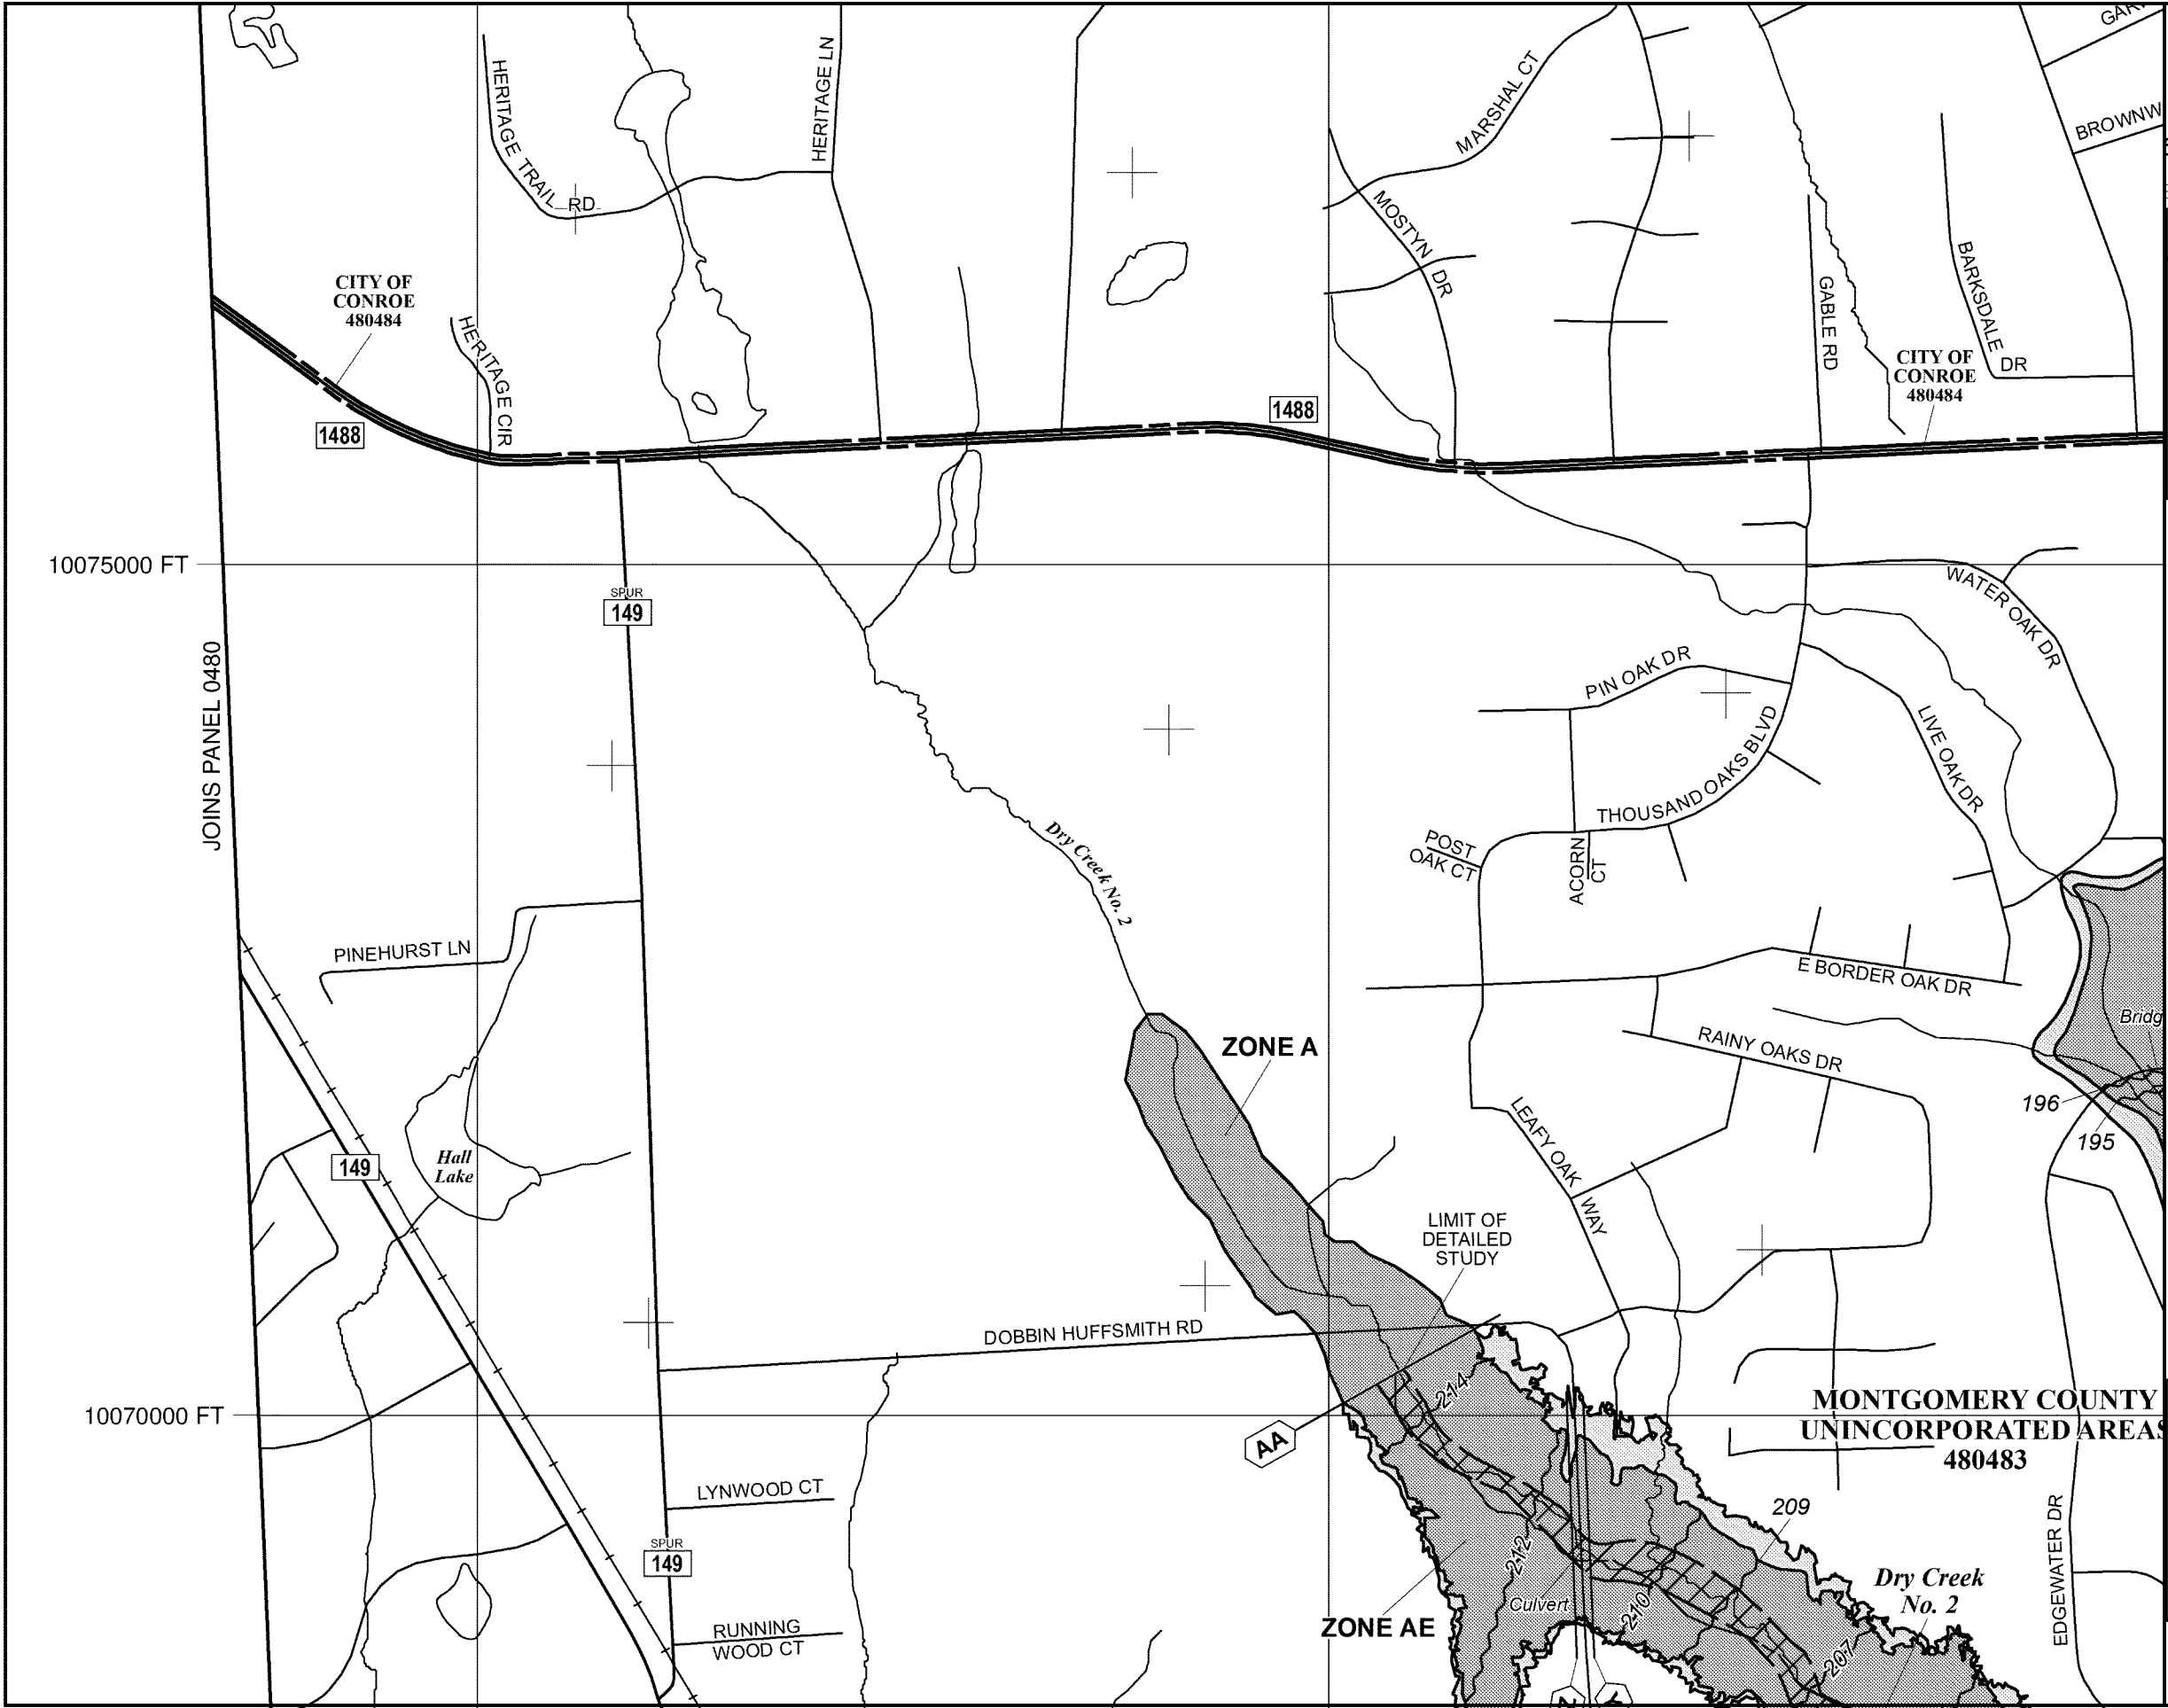 HERITAGE TRAIL RD
HERITAGE LN
MARSHAL CT
MOSTYN DR
GABLE RD
BARKSDALE DR
CITY OF
CONROE
480484
HERITAGE CIR
1488
1488
CITY OF
CONROE
480484
10075000 FT
SPUR
149
JOINS PANEL 0480
WATER OAK DR
PIN OAK DR
LIVE OAK DR
THOUSAND OAKS BLVD
POST
OAK CT
ACORN
CT
Dry Creek No. 2
PINEHURST LN
E BORDER OAK DR
RAINY OAKS DR
ZONE A
196
195
LEAFY OAK WAY
149
Hall
Lake
LIMIT OF
DETAILED
STUDY
DOBBIN HUFFSMITH RD
214
10070000 FT
AA
MONTGOMERY COUNTY
UNINCORPORATED AREAS
480483
LYNWOOD CT
209
212
EDGEWATER DR
SPUR
149
Dry Creek
No. 2
Culvert
210
ZONE AE
RUNNING
WOOD CT
207